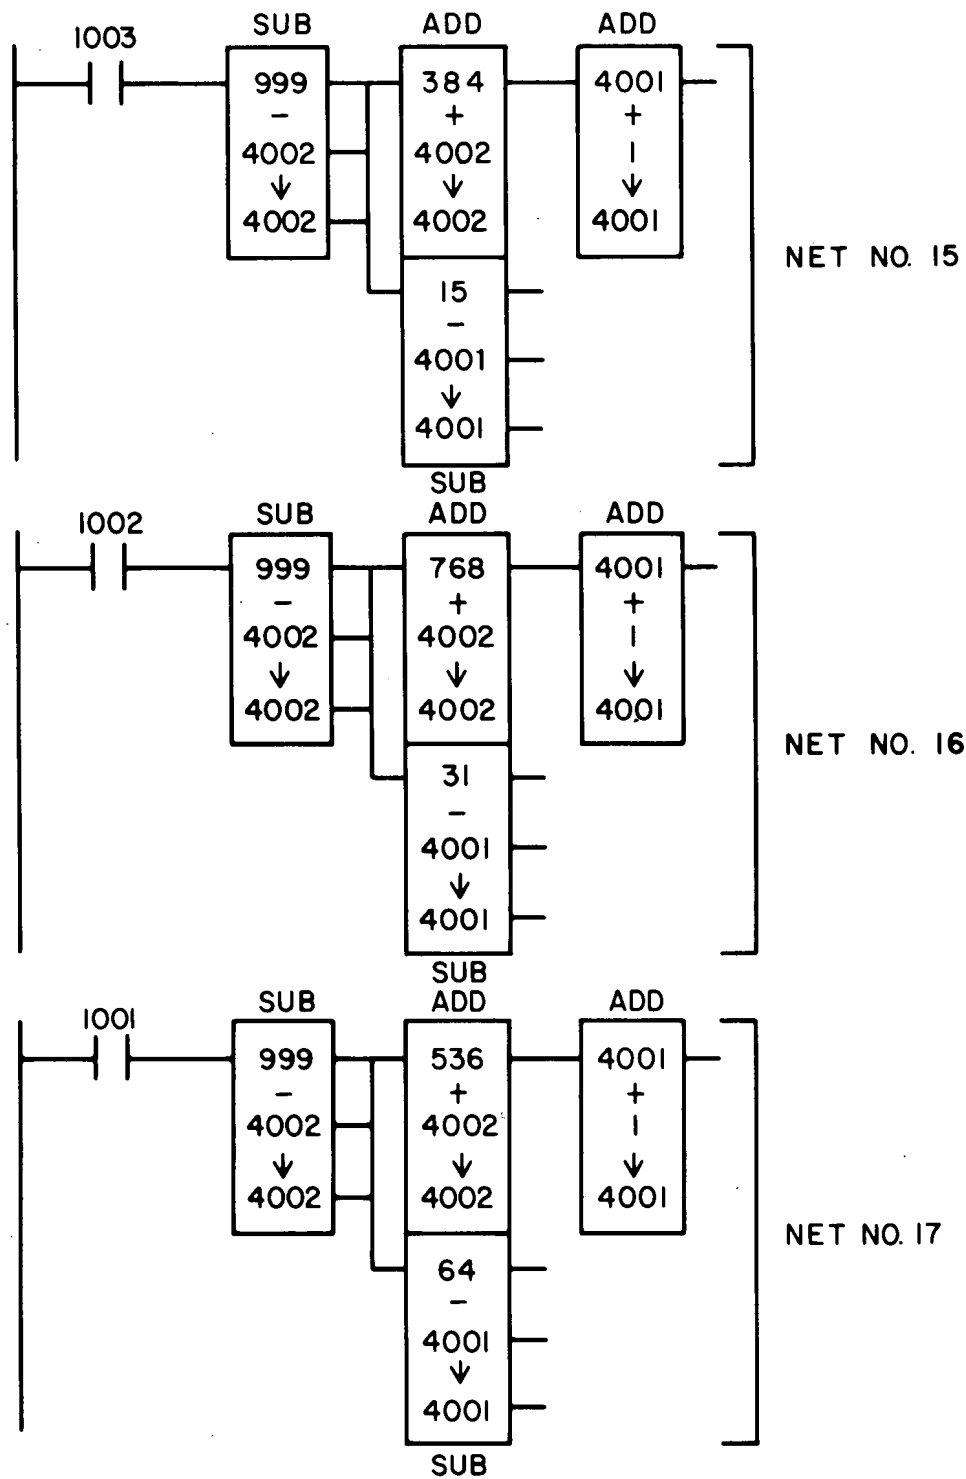 1003
SUB ADD ADD
999 384 4001
- + +
4002 4002 1
↓ ↓ ↓
4002 4002 4001
NET NO. 15
15
-
4001
↓
4001
SUB
1002
SUB ADD ADD
999 768 4001
- + +
4002 4002 1
↓ ↓ ↓
4002 4002 4001
NET NO. 16
31
-
4001
↓
4001
SUB
1001
SUB ADD ADD
999 536 4001
- + +
4002 4002 1
↓ ↓ ↓
4002 4002 4001
NET NO. 17
64
-
4001
↓
4001
SUB